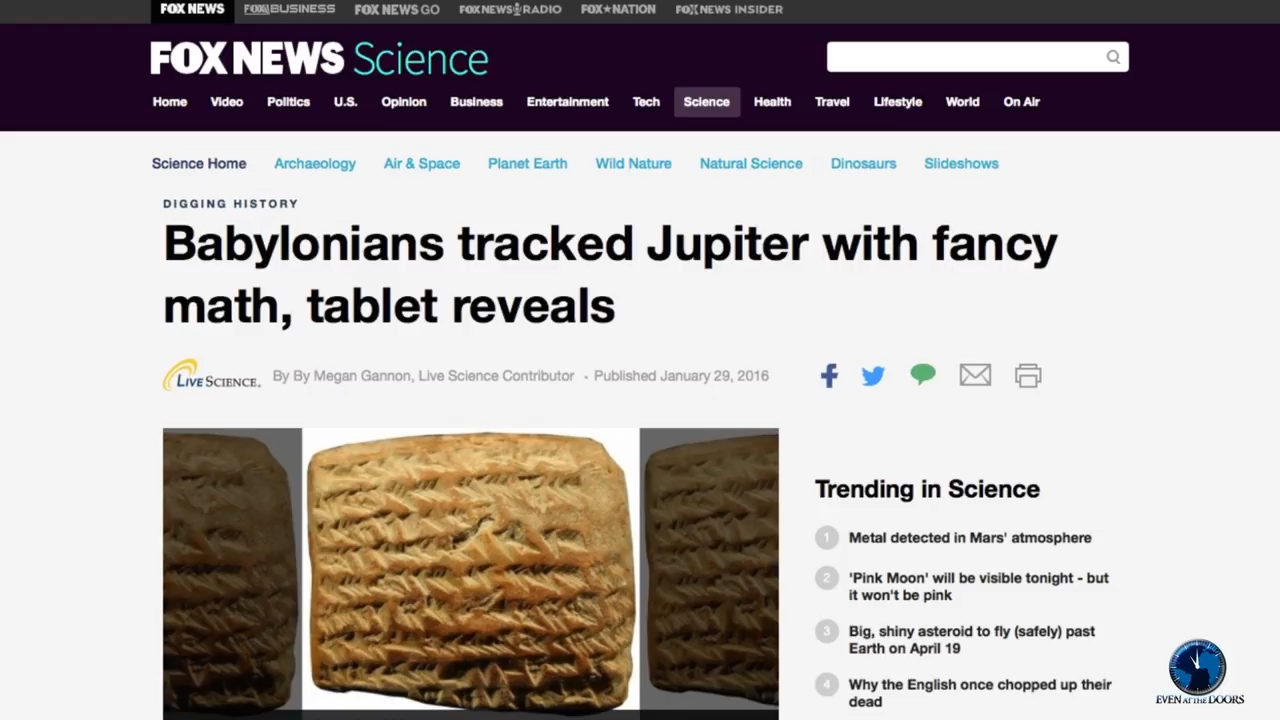 FOX NEWS FOX BUSINESS FOX NEWS GO FOX NEWS RADIO FOX NATION FOX NEWS INSIDER
FOX NEWS Science
Home Video Politics U.S. Opinion Business Entertainment Tech Science Health Travel Lifestyle World On Air
Science Home Archaeology Air & Space Planet Earth Wild Nature Natural Science Dinosaurs Slideshows
DIGGING HISTORY
Babylonians tracked Jupiter with fancy
math, tablet reveals
LIVESCIENCE. By By Megan Gannon, Live Science Contributor · Published January 29, 2016
Trending in Science
1 Metal detected in Mars' atmosphere
2 'Pink Moon' will be visible tonight - but
it won't be pink
3 Big, shiny asteroid to fly (safely) past
Earth on April 19
4 Why the English once chopped up their
dead
EVEN AT THE DOORS